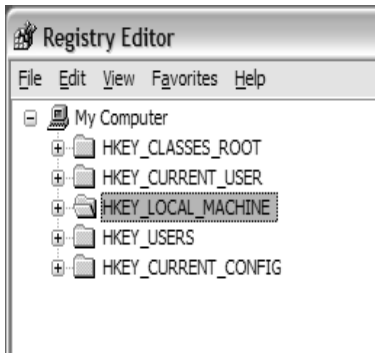 Registry Editor
File Edit View Favorites Help
My Computer
HKEY_CLASSES_ROOT
HKEY_CURRENT_USER
HKEY_LOCAL_MACHINE
HKEY_USERS
HKEY_CURRENT_CONFIG